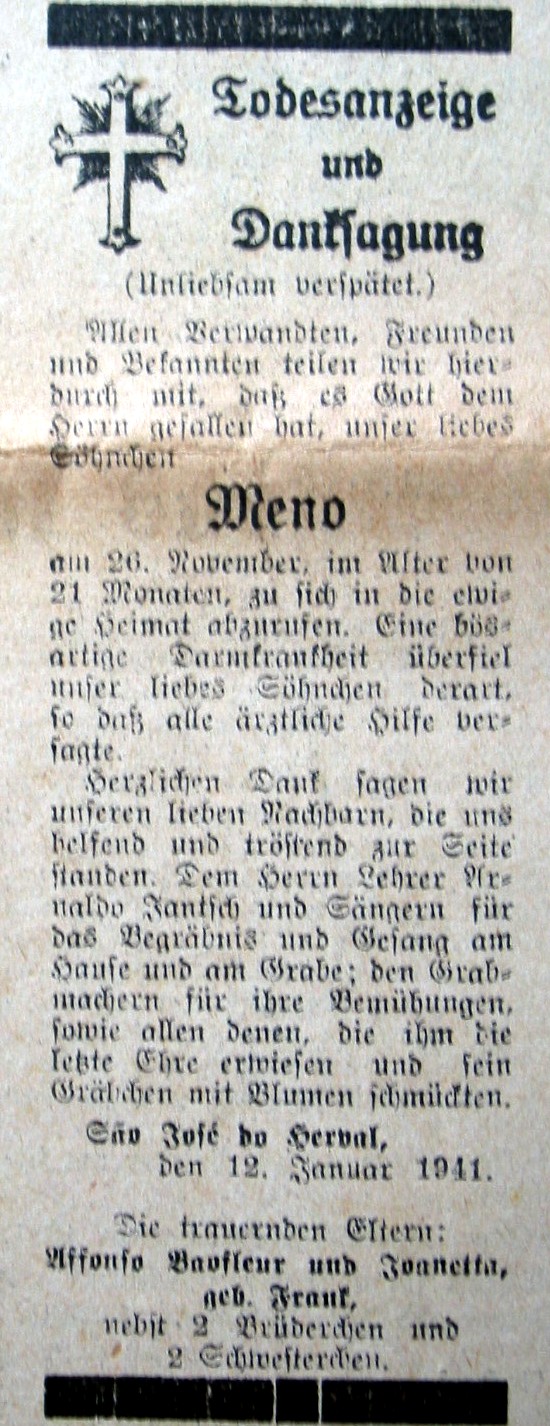 Todesanzeige
und
Danksagung
(Unliebsam verspätet.)
Allen Verwandten, Freunden
und Bekannten teilen wir hier-
durch mit, daß es Gott dem
Herrn gefallen hat, unser liebes
Söhnchen
Meno
am 26. November, im Alter von
21 Monaten, zu sich in die ewi-
ge Heimat abzurufen. Eine bös-
artige Darmkrankheit überfiel
unser liebes Söhnchen derart,
so daß alle ärztliche Hilfe ver-
sagte.
Herzlichen Dank sagen wir
unseren lieben Nachbarn, die uns
helfend und tröstend zur Seite
standen. Dem Herrn Lehrer Ar-
naldo Jantsch und Sängern für
das Begräbnis und Gesang am
Hause und am Grabe; den Grab-
machern für ihre Bemühungen,
sowie allen denen, die ihm die
letzte Ehre erwiesen und sein
Gräbchen mit Blumen schmückten.
São José do Herval,
den 12. Januar 1941.
Die trauernden Eltern:
Affonso und Joanetta,
geb. Frank,
nebst 2 Brüderchen und
2 Schwesterchen.